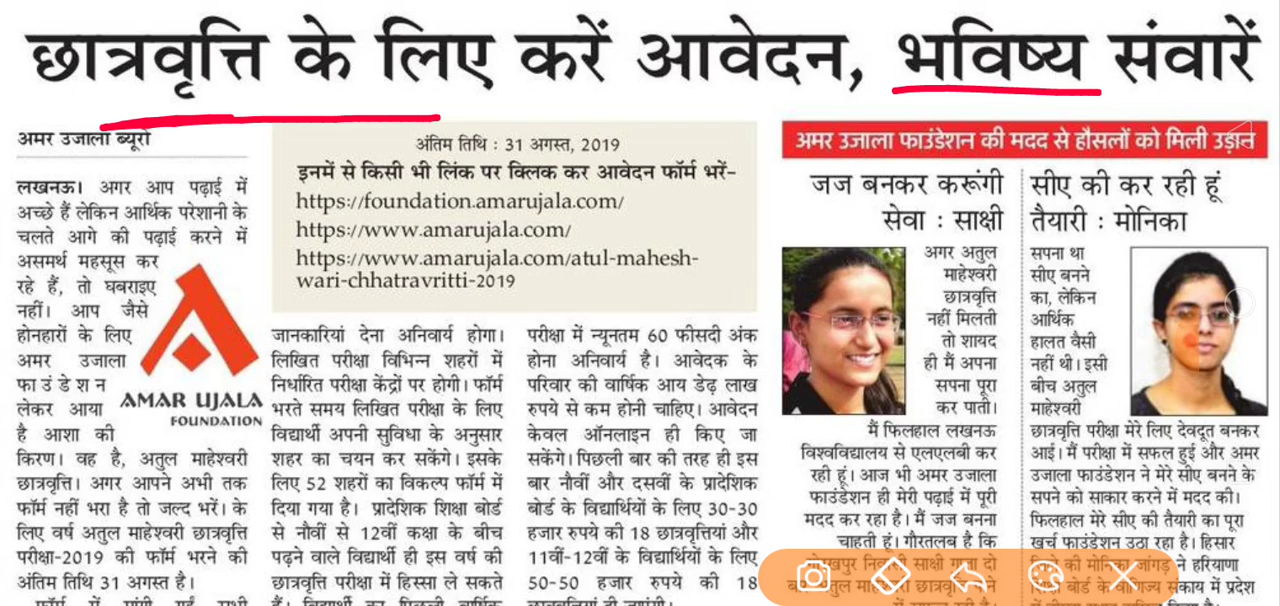 छात्रवृत्ति के लिए करें आवेदन, भविष्य संवारें
अमर उजाला ब्यूरो
लखनऊ। अगर आप पढ़ाई में
अच्छे हैं लेकिन आर्थिक परेशानी के
चलते आगे की पढ़ाई करने में
असमर्थ महसूस कर
रहे हैं, तो घबराइए
नहीं। आप जैसे
होनहारों के लिए
अमर उजाला
फाउंडेशन
लेकर आया
है आशा की
किरण। वह है, अतुल माहेश्वरी
छात्रवृत्ति। अगर आपने अभी तक
फॉर्म नहीं भरा है तो जल्द भरें। के
लिए वर्ष अतुल माहेश्वरी छात्रवृत्ति
परीक्षा-2019 की फॉर्म भरने की
अंतिम तिथि 31 अगस्त है।
AMAR UJALA
FOUNDATION
अंतिम तिथि : 31 अगस्त, 2019
इनमें से किसी भी लिंक पर क्लिक कर आवेदन फॉर्म भरें-
https://foundation.amarujala.com/
https://www.amarujala.com/
https://www.amarujala.com/atul-mahesh-
wari-chhatravritti-2019
जानकारियां देना अनिवार्य होगा।
लिखित परीक्षा विभिन्न शहरों में
निर्धारित परीक्षा केंद्रों पर होगी। फॉर्म
भरते समय लिखित परीक्षा के लिए
विद्यार्थी अपनी सुविधा के अनुसार
शहर का चयन कर सकेंगे। इसके
लिए 52 शहरों का विकल्प फॉर्म में
दिया गया है। प्रादेशिक शिक्षा बोर्ड
से नौवीं से 12वीं कक्षा के बीच
पढ़ने वाले विद्यार्थी ही इस वर्ष की
छात्रवृत्ति परीक्षा में हिस्सा ले सकते
परीक्षा में न्यूनतम 60 फीसदी अंक
होना अनिवार्य है। आवेदक के
परिवार की वार्षिक आय डेढ़ लाख
रुपये से कम होनी चाहिए। आवेदन
केवल ऑनलाइन ही किए जा
सकेंगे। पिछली बार की तरह ही इस
बार नौवीं और दसवीं के प्रादेशिक
बोर्ड के विद्यार्थियों के लिए 30-30
हजार रुपये की 18 छात्रवृत्तियां और
11वीं-12वीं के विद्यार्थियों के लिए
50-50 हजार रुपये की 18
अमर उजाला फाउंडेशन की मदद से हौसलों को मिली उड़ान
जज बनकर करूंगी
सेवा : साक्षी
अगर अतुल
माहेश्वरी
छात्रवृत्ति
नहीं मिलती
तो शायद
ही मैं अपना
सपना पूरा
कर पाती।
मैं फिलहाल लखनऊ
विश्वविद्यालय से एलएलबी कर
रही हूं। आज भी अमर उजाला
फाउंडेशन ही मेरी पढ़ाई में पूरी
मदद कर रहा है। मैं जज बनना
चाहती हूं। गौरतलब है कि
सीए की कर रही हूं
तैयारी : मोनिका
सपना था
सीए बनने
का, लेकिन
आर्थिक
हालत वैसी
नहीं थी। इसी
बीच अतुल
माहेश्वरी
छात्रवृत्ति परीक्षा मेरे लिए देवदूत बनकर
आई। मैं परीक्षा में सफल हुई और अमर
उजाला फाउंडेशन ने मेरे सीए बनने के
सपने को साकार करने में मदद की।
फिलहाल मेरे सीए की तैयारी का पूरा
खर्च फाउंडेशन उठा रहा है। हिसार
की मोनिका जांगड़ ने हरियाणा
बोर्ड के वाणिज्य संकाय में प्रदेश